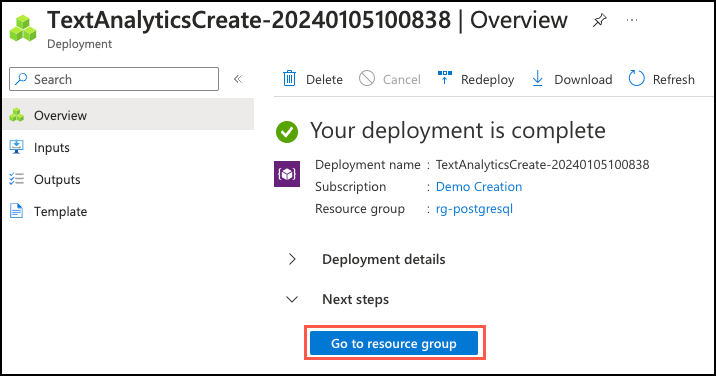 TextAnalyticsCreate-20240105100838 | Overview
Deployment
Search
Delete Cancel Redeploy Download Refresh
Overview
Inputs
Outputs
Template
Your deployment is complete
Deployment name : TextAnalyticsCreate-20240105100838
Subscription : Demo Creation
Resource group : rg-postgresql
Deployment details
Next steps
Go to resource group